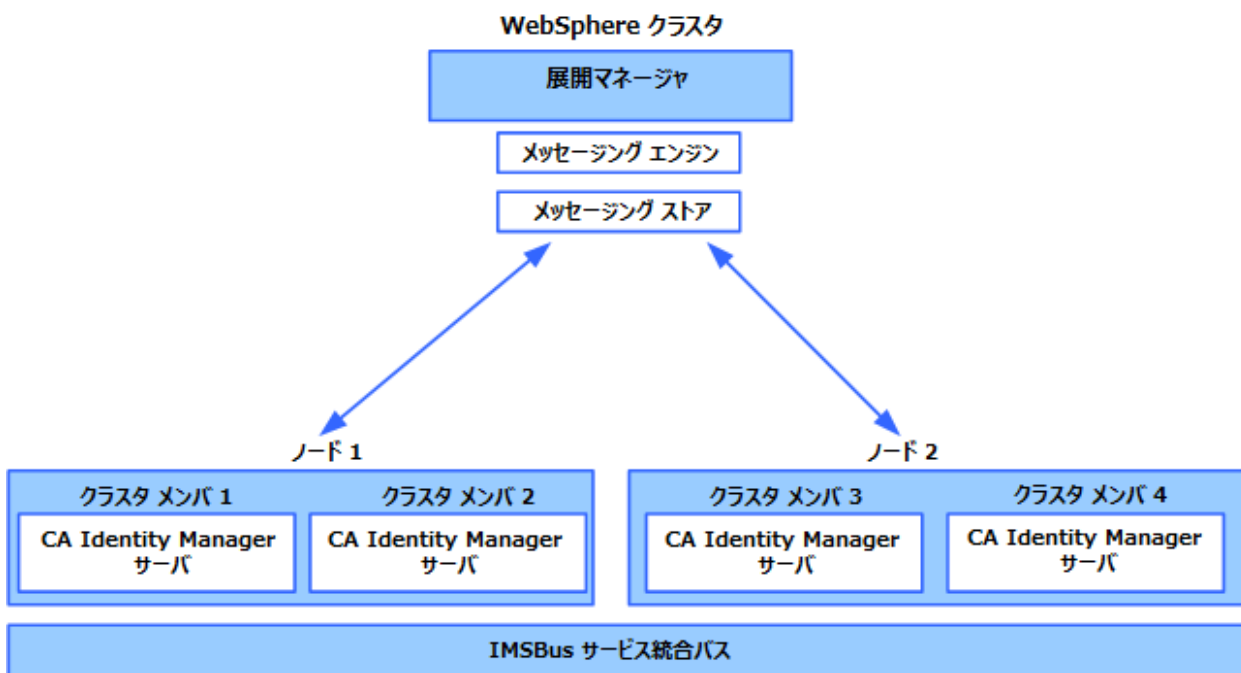 WebSphere クラスタ
展開マネージャ
メッセージング エンジン
メッセージング ストア
ノード 1
ノード 2
クラスタ メンバ 1
クラスタ メンバ 2
クラスタ メンバ 3
クラスタ メンバ 4
CA Identity Manager
サーバ
CA Identity Manager
サーバ
CA Identity Manager
サーバ
CA Identity Manager
サーバ
IMSBus サービス統合バス